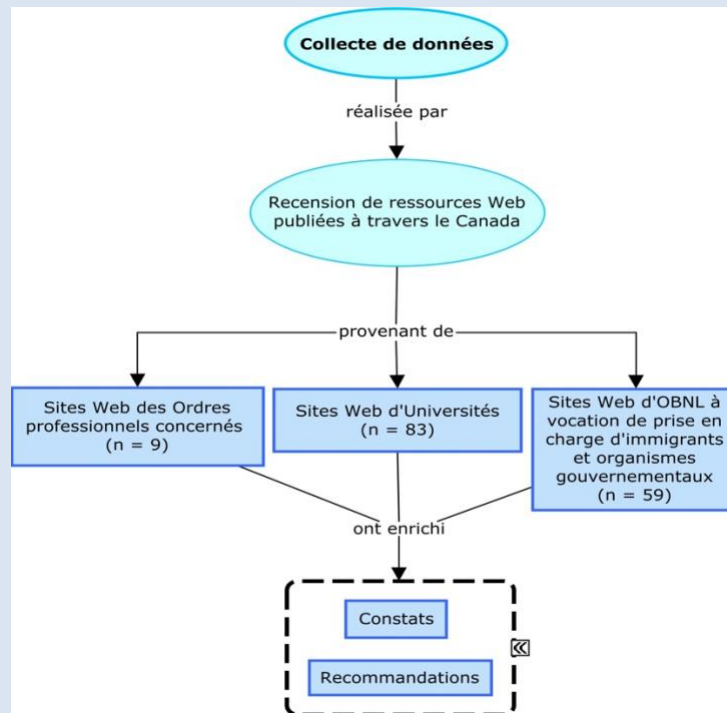 Collecte de données
réalisée par
Recension de ressources Web
publiées à travers le Canada
provenant de
Sites Web des Ordres
professionnels concernés
(n = 9)
Sites Web d'Universités
(n = 83)
Sites Web d'OBNL à
vocation de prise en
charge d'immigrants
et organismes
gouvernementaux
(n = 59)
ont enrichi
Constats
Recommandations